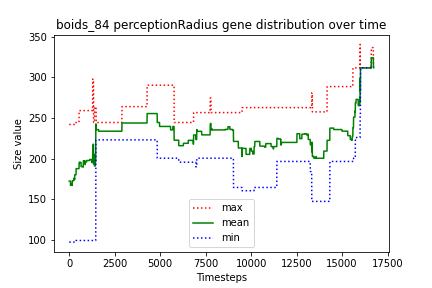 boids_84 perceptionRadius gene distribution over time
Size value
350
300
250
200
150
100
max
mean
min
0 2500 5000 7500 10000 12500 15000 17500
Timesteps